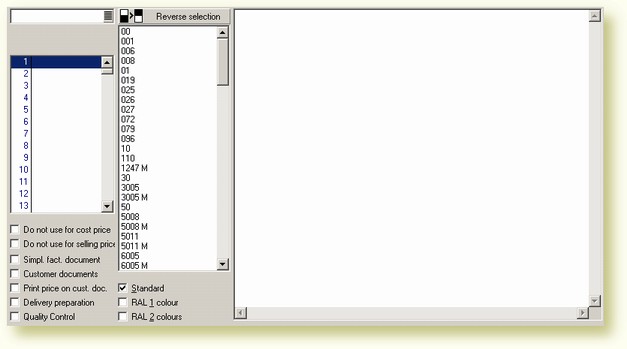 Reverse selection
1
2
3
4
5
6
7
8
9
10
11
12
13
Do not use for cost price
Do not use for selling price
Simpl. fact. document
Customer documents
Print price on cust. doc.
Delivery preparation
Quality Control
00
001
006
008
01
019
025
026
027
072
079
096
10
110
1247 M
30
3005
3005 M
50
5008
5008 M
5011
5011 M
6005
6005 M
Standard
RAL 1 colour
RAL 2 colours